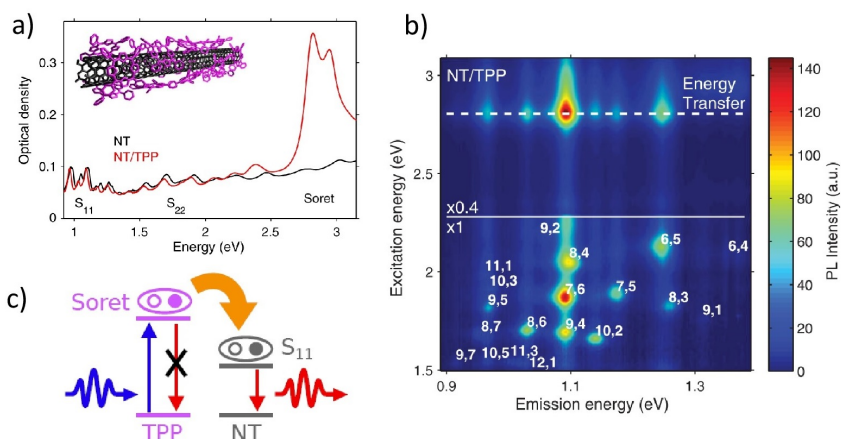 a)
Optical density
0.3
0.2
0.1
0
NT
NT/TPP
S11
S22
Soret
1
1.5
2
2.5
3
Energy (eV)
b)
NT/TPP
Energy
Transfer
x0.4
x1
9,2
8,4
6,5
6,4
11,1
10,3
7,6
7,5
9,5
8,3
9,1
8,7
8,6
9,4
10,2
9,7
10,5
11,3
12,1
Excitation energy (eV)
3
2.5
2
1.5
0.9
1.1
1.3
Emission energy (eV)
140
120
100
80
60
40
20
0
PL Intensity (a.u.)
c)
Soret
X
S11
TPP
NT